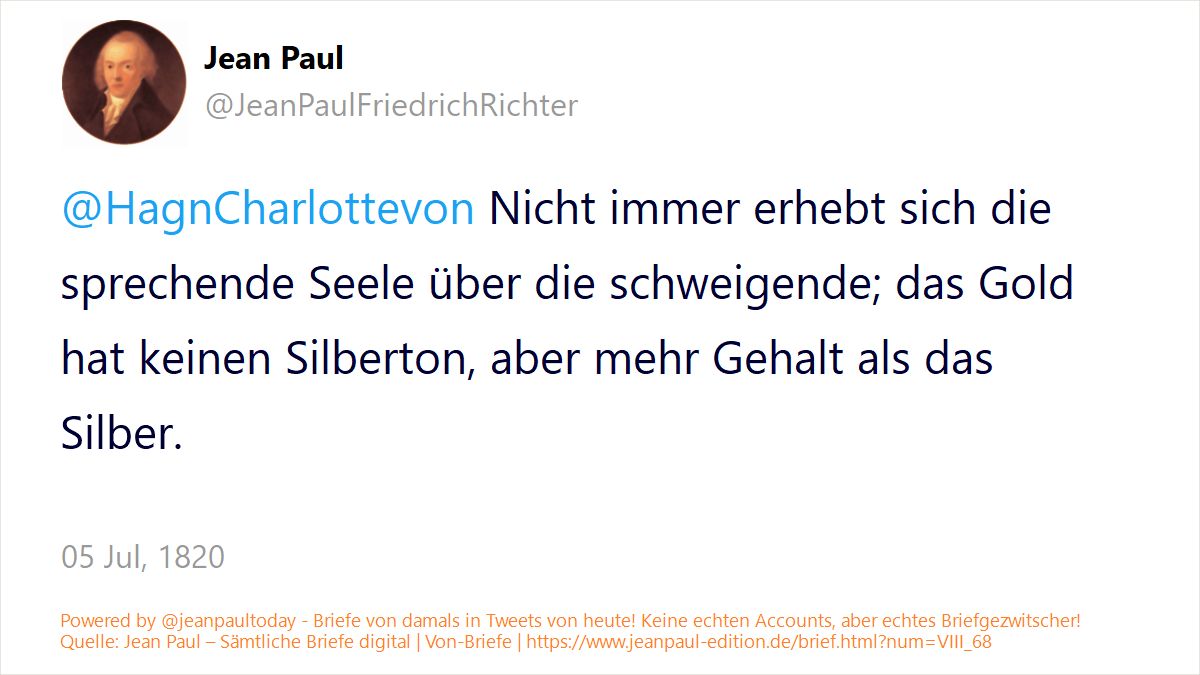 Jean Paul
@JeanPaulFriedrichRichter
@HagnCharlottevon Nicht immer erhebt sich die
sprechende Seele über die schweigende; das Gold
hat keinen Silberton, aber mehr Gehalt als das
Silber.
05 Jul, 1820
Powered by @jeanpaultoday - Briefe von damals in Tweets von heute! Keine echten Accounts, aber echtes Briefgezwitscher!
Quelle: Jean Paul – Sämtliche Briefe digital | Von-Briefe | https://www.jeanpaul-edition.de/brief.html?num=VIII_68